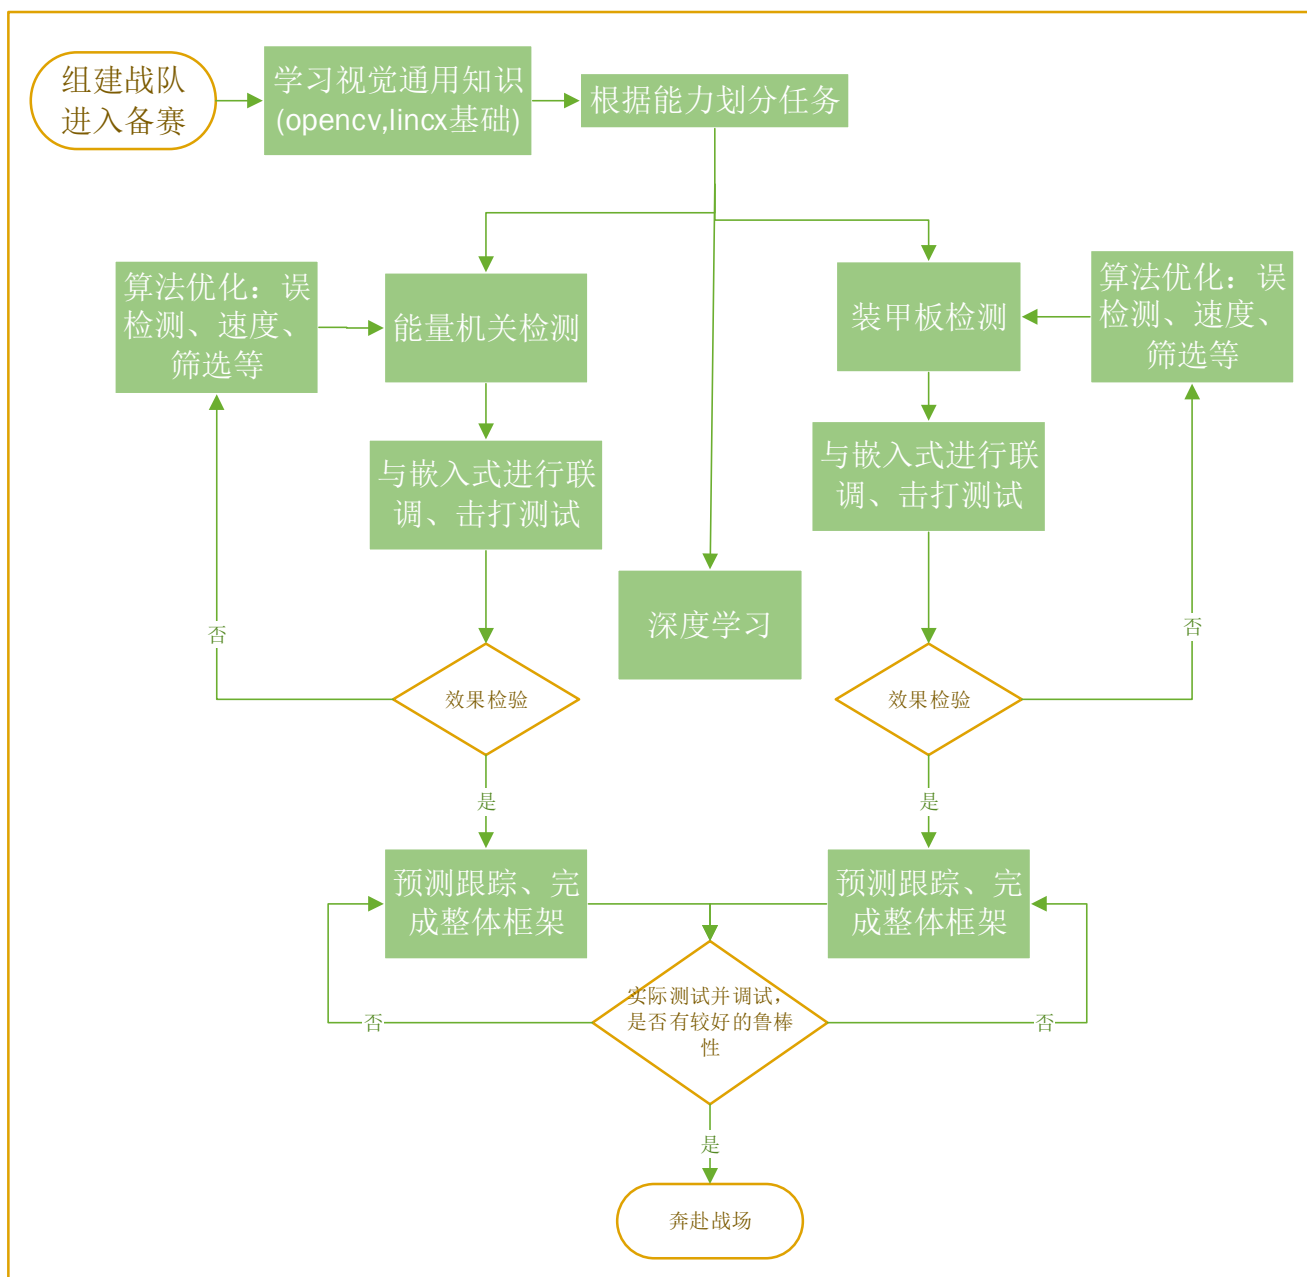 组建战队
进入备赛
学习视觉通用知识
(opencv,lincx基础)
根据能力划分任务
算法优化：误
检测、速度、
筛选等
能量机关检测
装甲板检测
算法优化：误
检测、速度、
筛选等
与嵌入式进行联
调、击打测试
与嵌入式进行联
调、击打测试
深度学习
否
否
效果检验
效果检验
是
是
预测跟踪、完
成整体框架
预测跟踪、完
成整体框架
实际测试并调试，
是否有较好的鲁棒
性
否
否
是
奔赴战场